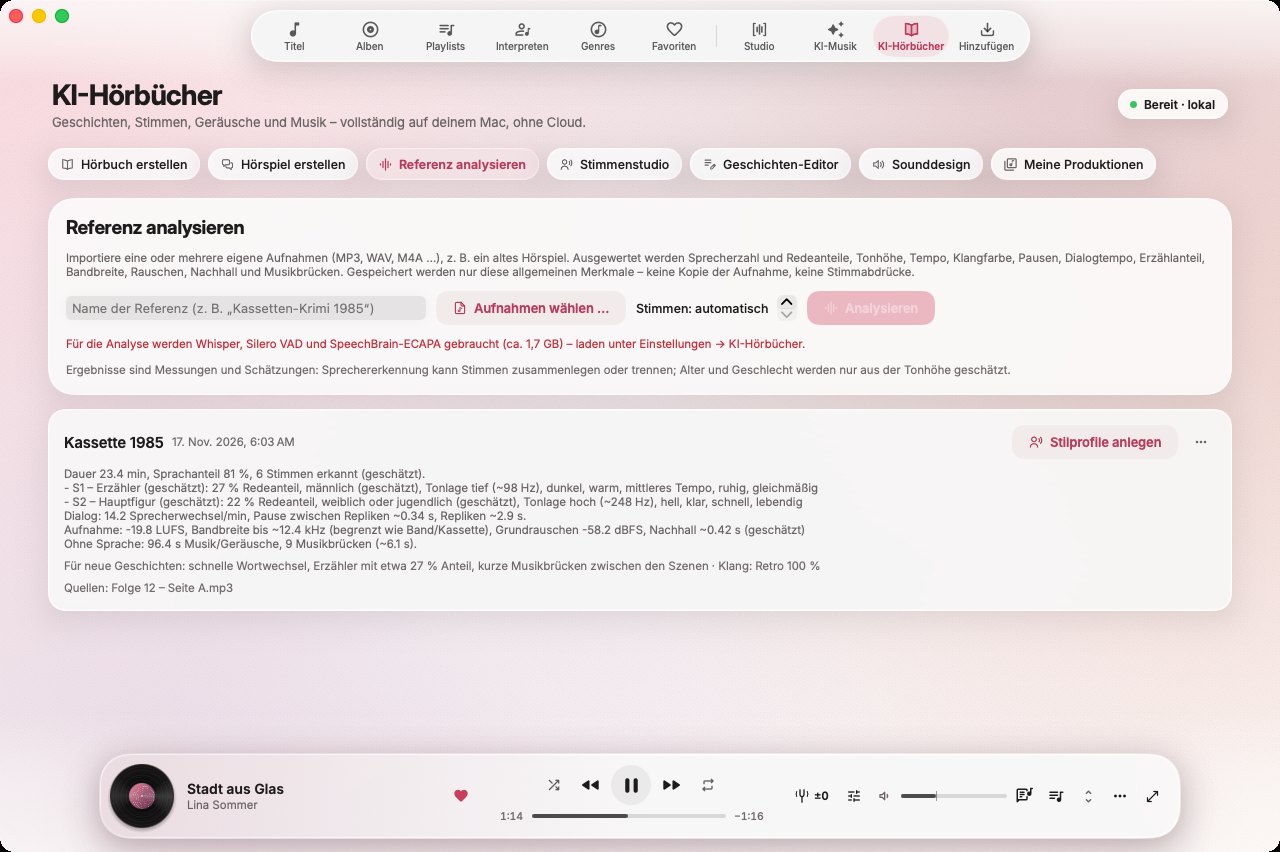 Titel
Alben
Playlists
Interpreten
Genres
Favoriten
Studio
KI-Musik
KI-Hörbücher
Hinzufügen
KI-Hörbücher
Geschichten, Stimmen, Geräusche und Musik – vollständig auf deinem Mac, ohne Cloud.
Bereit · lokal
Hörbuch erstellen
Hörspiel erstellen
Referenz analysieren
Stimmenstudio
Geschichten-Editor
Sounddesign
Meine Produktionen
Referenz analysieren
Importiere eine oder mehrere eigene Aufnahmen (MP3, WAV, M4A …), z. B. ein altes Hörspiel. Ausgewertet werden Sprecherzahl und Redeanteile, Tonhöhe, Tempo, Klangfarbe, Pausen, Dialogtempo, Erzählanteil,
Bandbreite, Rauschen, Nachhall und Musikbrücken. Gespeichert werden nur diese allgemeinen Merkmale – keine Kopie der Aufnahme, keine Stimmabdrücke.
Name der Referenz (z. B. „Kassetten-Krimi 1985“)
Aufnahmen wählen …
Stimmen: automatisch
Analysieren
Für die Analyse werden Whisper, Silero VAD und SpeechBrain-ECAPA gebraucht (ca. 1,7 GB) – laden unter Einstellungen → KI-Hörbücher.
Ergebnisse sind Messungen und Schätzungen: Sprechererkennung kann Stimmen zusammenlegen oder trennen; Alter und Geschlecht werden nur aus der Tonhöhe geschätzt.
Kassette 1985 17. Nov. 2026, 6:03 AM
Stilprofile anlegen
Dauer 23.4 min, Sprachanteil 81 %, 6 Stimmen erkannt (geschätzt).
- S1 – Erzähler (geschätzt): 27 % Redeanteil, männlich (geschätzt), Tonlage tief (~98 Hz), dunkel, warm, mittleres Tempo, ruhig, gleichmäßig
- S2 – Hauptfigur (geschätzt): 22 % Redeanteil, weiblich oder jugendlich (geschätzt), Tonlage hoch (~248 Hz), hell, klar, schnell, lebendig
Dialog: 14.2 Sprecherwechsel/min, Pause zwischen Repliken ~0.34 s, Repliken ~2.9 s.
Aufnahme: -19.8 LUFS, Bandbreite bis ~12.4 kHz (begrenzt wie Band/Kassette), Grundrauschen -58.2 dBFS, Nachhall ~0.42 s (geschätzt)
Ohne Sprache: 96.4 s Musik/Geräusche, 9 Musikbrücken (~6.1 s).
Für neue Geschichten: schnelle Wortwechsel, Erzähler mit etwa 27 % Anteil, kurze Musikbrücken zwischen den Szenen · Klang: Retro 100 %
Quellen: Folge 12 – Seite A.mp3
Stadt aus Glas
Lina Sommer
1:14
−1:16
±0